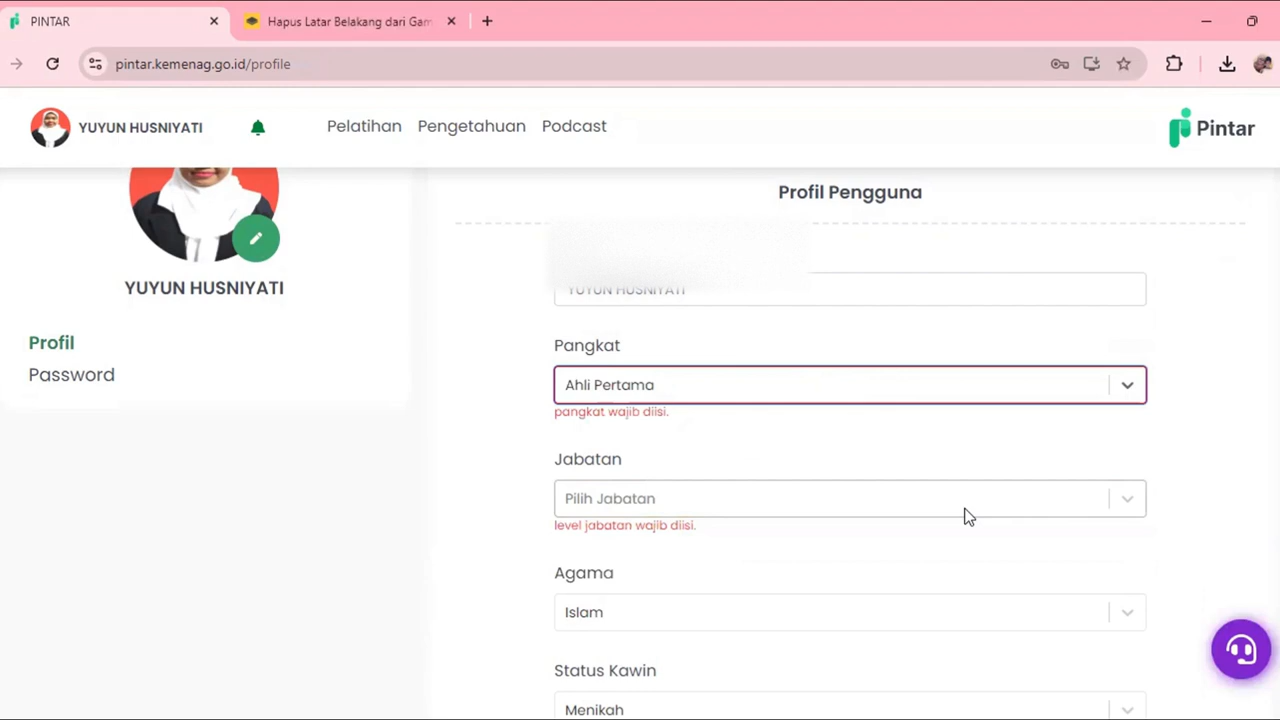 PINTAR
Hapus Latar Belakang dari Gam
pintar.kemenag.go.id/profile
YUYUN HUSNIYATI
Pelatihan
Pengetahuan
Podcast
Pintar
YUYUN HUSNIYATI
Profil
Password
Profil Pengguna
YUYUN HUSNIYATI
Pangkat
Ahli Pertama
pangkat wajib diisi.
Jabatan
Pilih Jabatan
level jabatan wajib diisi.
Agama
Islam
Status Kawin
Menikah